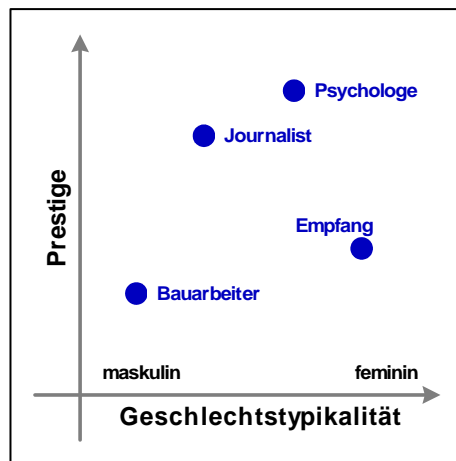 Psychologe
Journalist
Empfang
Bauarbeiter
Prestige
maskulin feminin
Geschlechtstypikalität